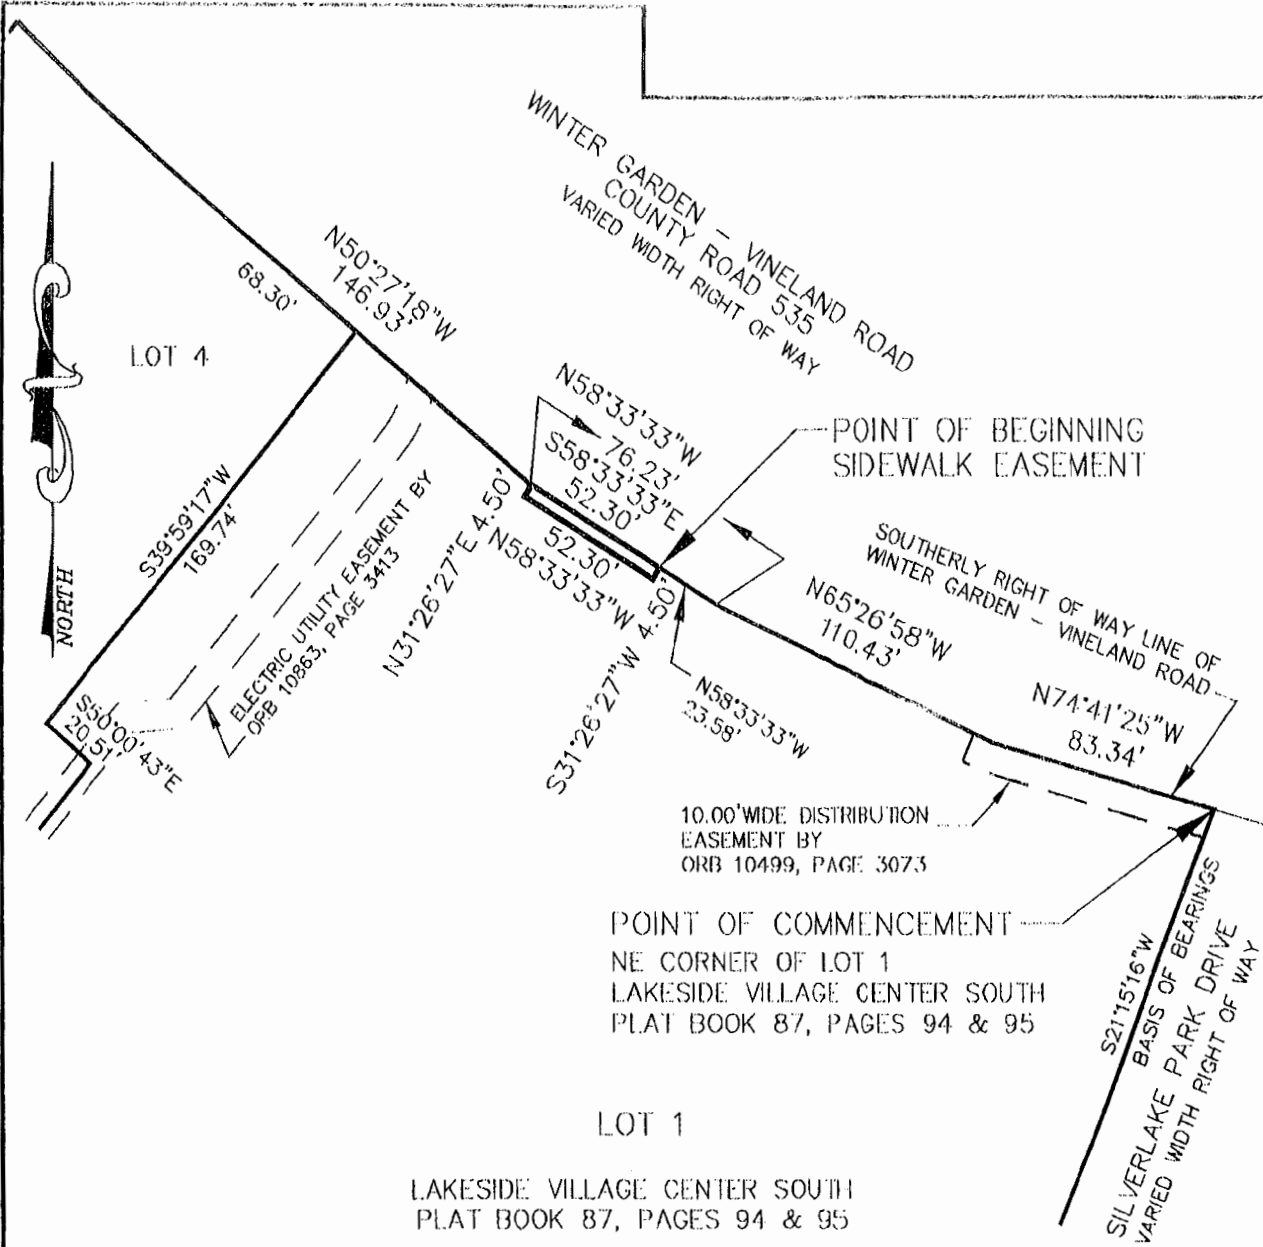 WINTER GARDEN – VINELAND ROAD
COUNTY ROAD 535
VARIED WIDTH RIGHT OF WAY
N50°27'18"W
146.93'
68.30'
LOT 4
NORTH
S39°59'17"W
169.74'
ELECTRIC UTILITY EASEMENT BY
ORB 10863, PAGE 3413
S50°00'43"E
20.51'
N58°33'33"W
76.23'
S58°33'33"E
52.30'
POINT OF BEGINNING
SIDEWALK EASEMENT
N31°26'27"E 4.50'
52.30'
N58°33'33"W
S31°26'27"W 4.50'
N58°33'33"W
23.58'
SOUTHERLY RIGHT OF WAY LINE OF
WINTER GARDEN – VINELAND ROAD
N65°26'58"W
110.43'
N74°41'25"W
83.34'
10.00'WIDE DISTRIBUTION
EASEMENT BY
ORB 10499, PAGE 3073
POINT OF COMMENCEMENT
NE CORNER OF LOT 1
LAKESIDE VILLAGE CENTER SOUTH
PLAT BOOK 87, PAGES 94 & 95
S21°15'16"W
BASIS OF BEARINGS
SILVERLAKE PARK DRIVE
VARIED WIDTH RIGHT OF WAY
LOT 1
LAKESIDE VILLAGE CENTER SOUTH
PLAT BOOK 87, PAGES 94 & 95